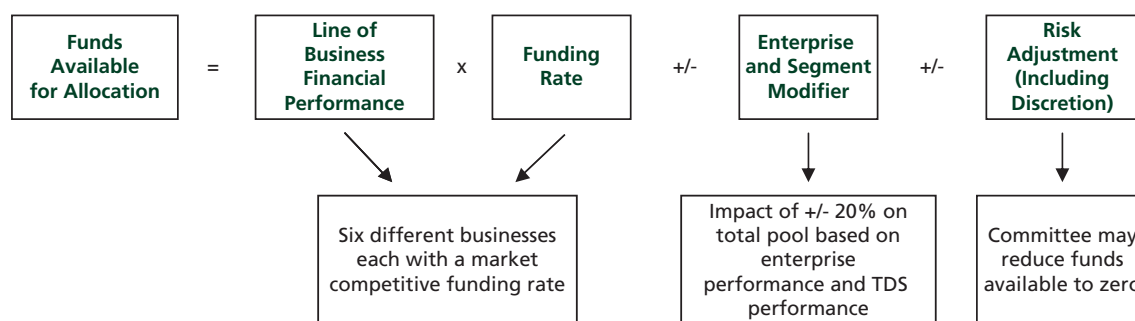 Funds
Available
for Allocation
=
Line of
Business
Financial
Performance
x
Funding
Rate
+/-
Enterprise
and Segment
Modifier
+/-
Risk
Adjustment
(Including
Discretion)
Six different businesses
each with a market
competitive funding rate
Impact of +/- 20% on
total pool based on
enterprise
performance and TDS
performance
Committee may
reduce funds
available to zero